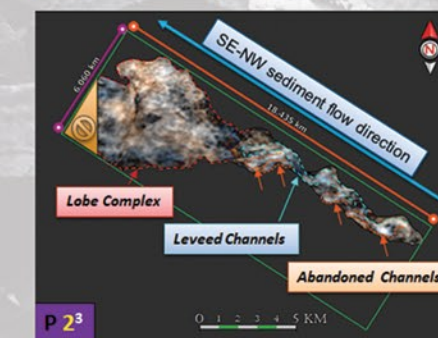 N
SE-NW sediment flow direction
6.060 km
18.435 km
Lobe Complex
Leveed Channels
Abandoned Channels
P 2³
0 1 2 3 4 5 KM